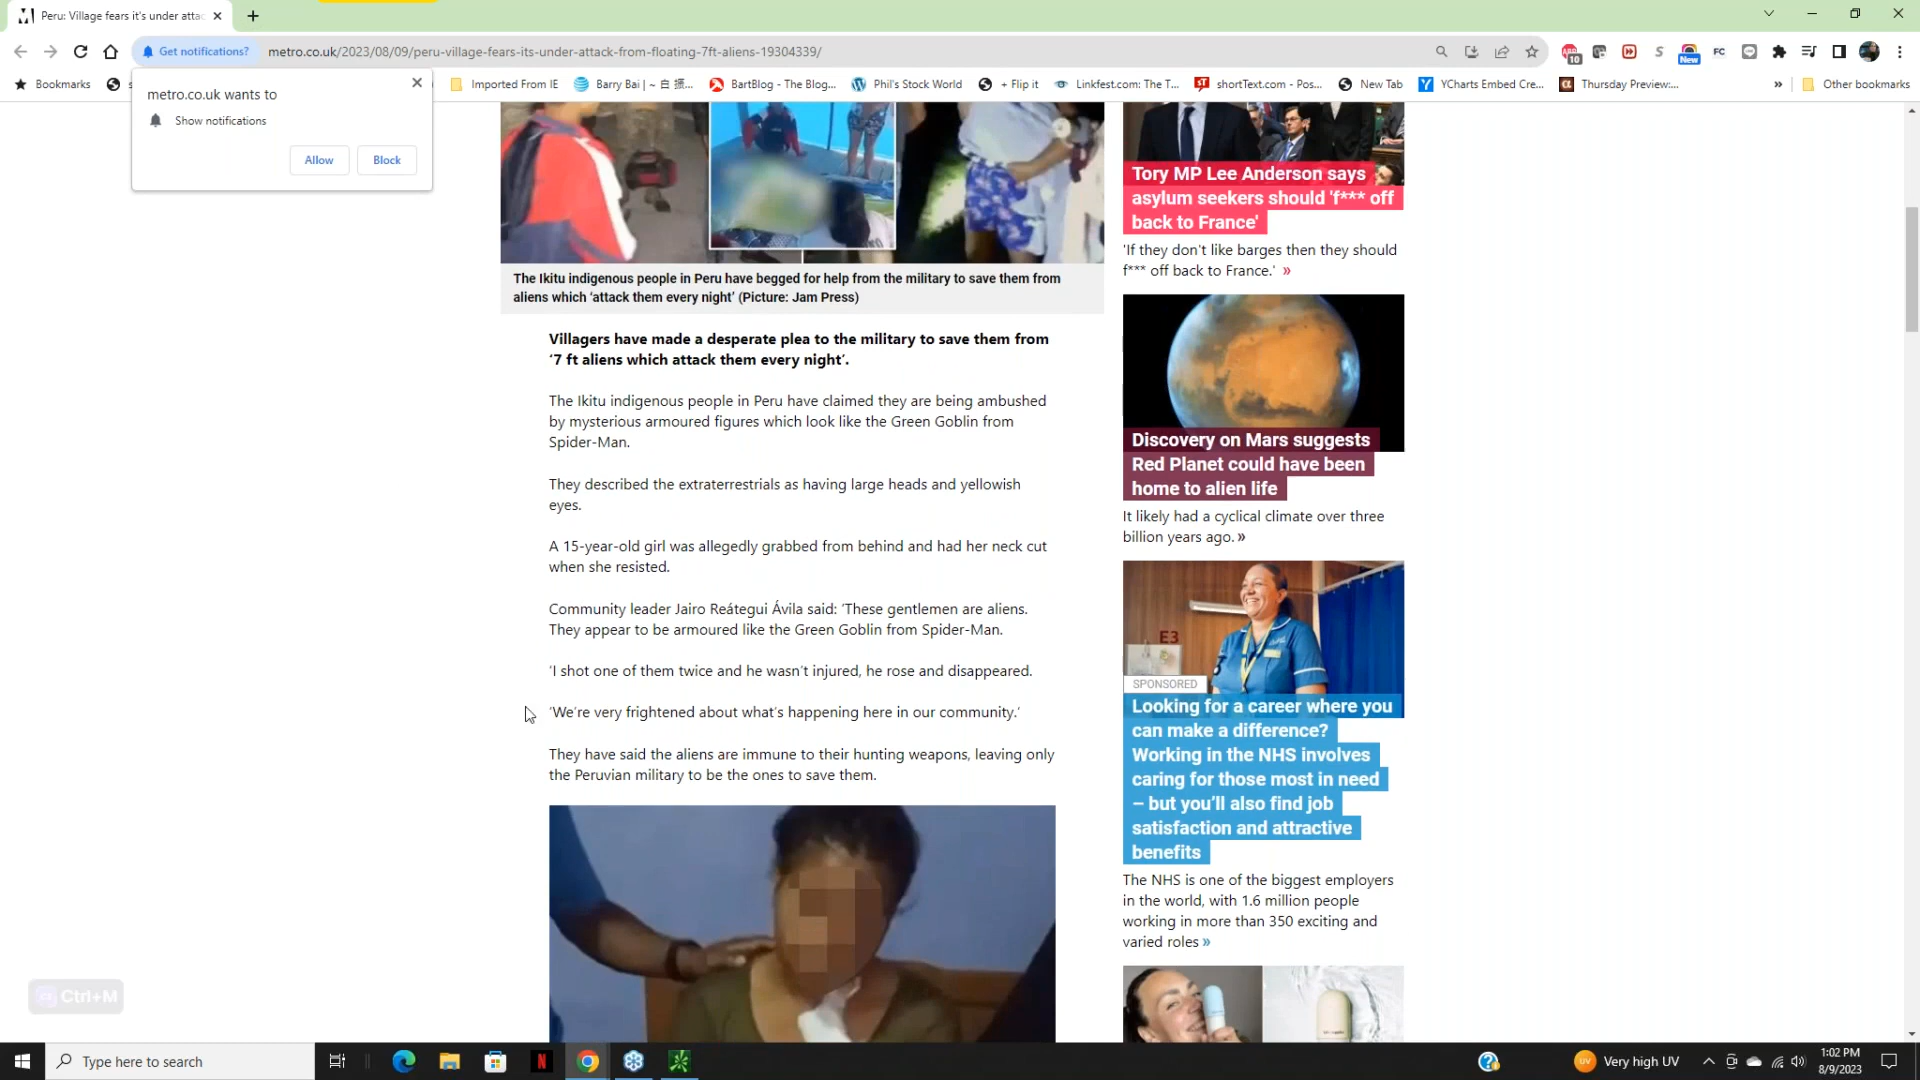 Peru: Village fears it's under attac
Get notifications?
metro.co.uk/2023/08/09/peru-village-fears-its-under-attack-from-floating-7ft-aliens-19304339/
10
New
FC
Bookmarks
Imported From IE
Barry Bai | ~ 白 擴...
BartBlog - The Blog...
Phil's Stock World
+ Flip it
Linkfest.com: The T...
shortText.com - Pos...
New Tab
YCharts Embed Cre...
Thursday Preview:...
»
Other bookmarks
metro.co.uk wants to
Show notifications
Allow
Block
The Ikitu indigenous people in Peru have begged for help from the military to save them from
aliens which ‘attack them every night’ (Picture: Jam Press)
Villagers have made a desperate plea to the military to save them from
‘7 ft aliens which attack them every night’.
The Ikitu indigenous people in Peru have claimed they are being ambushed
by mysterious armoured figures which look like the Green Goblin from
Spider-Man.
They described the extraterrestrials as having large heads and yellowish
eyes.
A 15-year-old girl was allegedly grabbed from behind and had her neck cut
when she resisted.
Community leader Jairo Reátegui Ávila said: ‘These gentlemen are aliens.
They appear to be armoured like the Green Goblin from Spider-Man.
‘I shot one of them twice and he wasn’t injured, he rose and disappeared.
‘We’re very frightened about what’s happening here in our community.’
They have said the aliens are immune to their hunting weapons, leaving only
the Peruvian military to be the ones to save them.
Tory MP Lee Anderson says
asylum seekers should 'f*** off
back to France'
'If they don't like barges then they should
f*** off back to France.' »
Discovery on Mars suggests
Red Planet could have been
home to alien life
It likely had a cyclical climate over three
billion years ago. »
E3
SPONSORED
Looking for a career where you
can make a difference?
Working in the NHS involves
caring for those most in need
– but you’ll also find job
satisfaction and attractive
benefits
The NHS is one of the biggest employers
in the world, with 1.6 million people
working in more than 350 exciting and
varied roles »
Ctrl+M
Type here to search
Very high UV
1:02 PM
8/9/2023